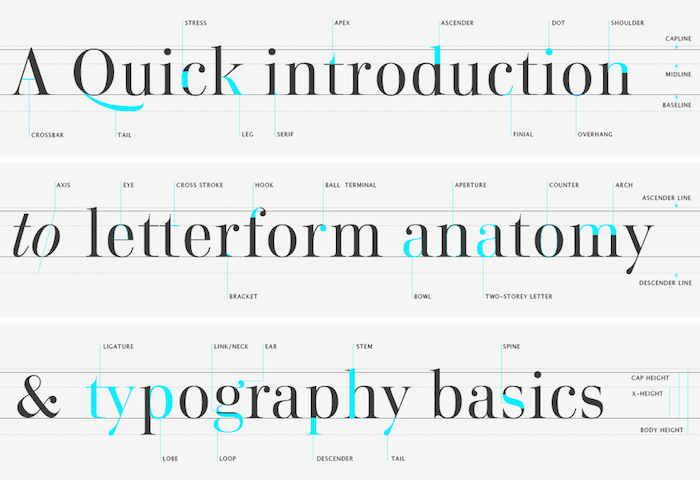 STRESS APEX ASCENDER DOT SHOULDER
CAPLINE
A Quick introduction
MIDLINE
BASELINE
CROSSBAR TAIL LEG SERIF FINIAL OVERHANG
AXIS EYE CROSS STROKE HOOK BALL TERMINAL APERTURE COUNTER ARCH
ASCENDER LINE
to letterform anatomy
DESCENDER LINE
BRACKET BOWL TWO-STOREY LETTER
LIGATURE LINK/NECK EAR STEM SPINE
CAP HEIGHT
& typography basics
X-HEIGHT
BODY HEIGHT
LOBE LOOP DESCENDER TAIL